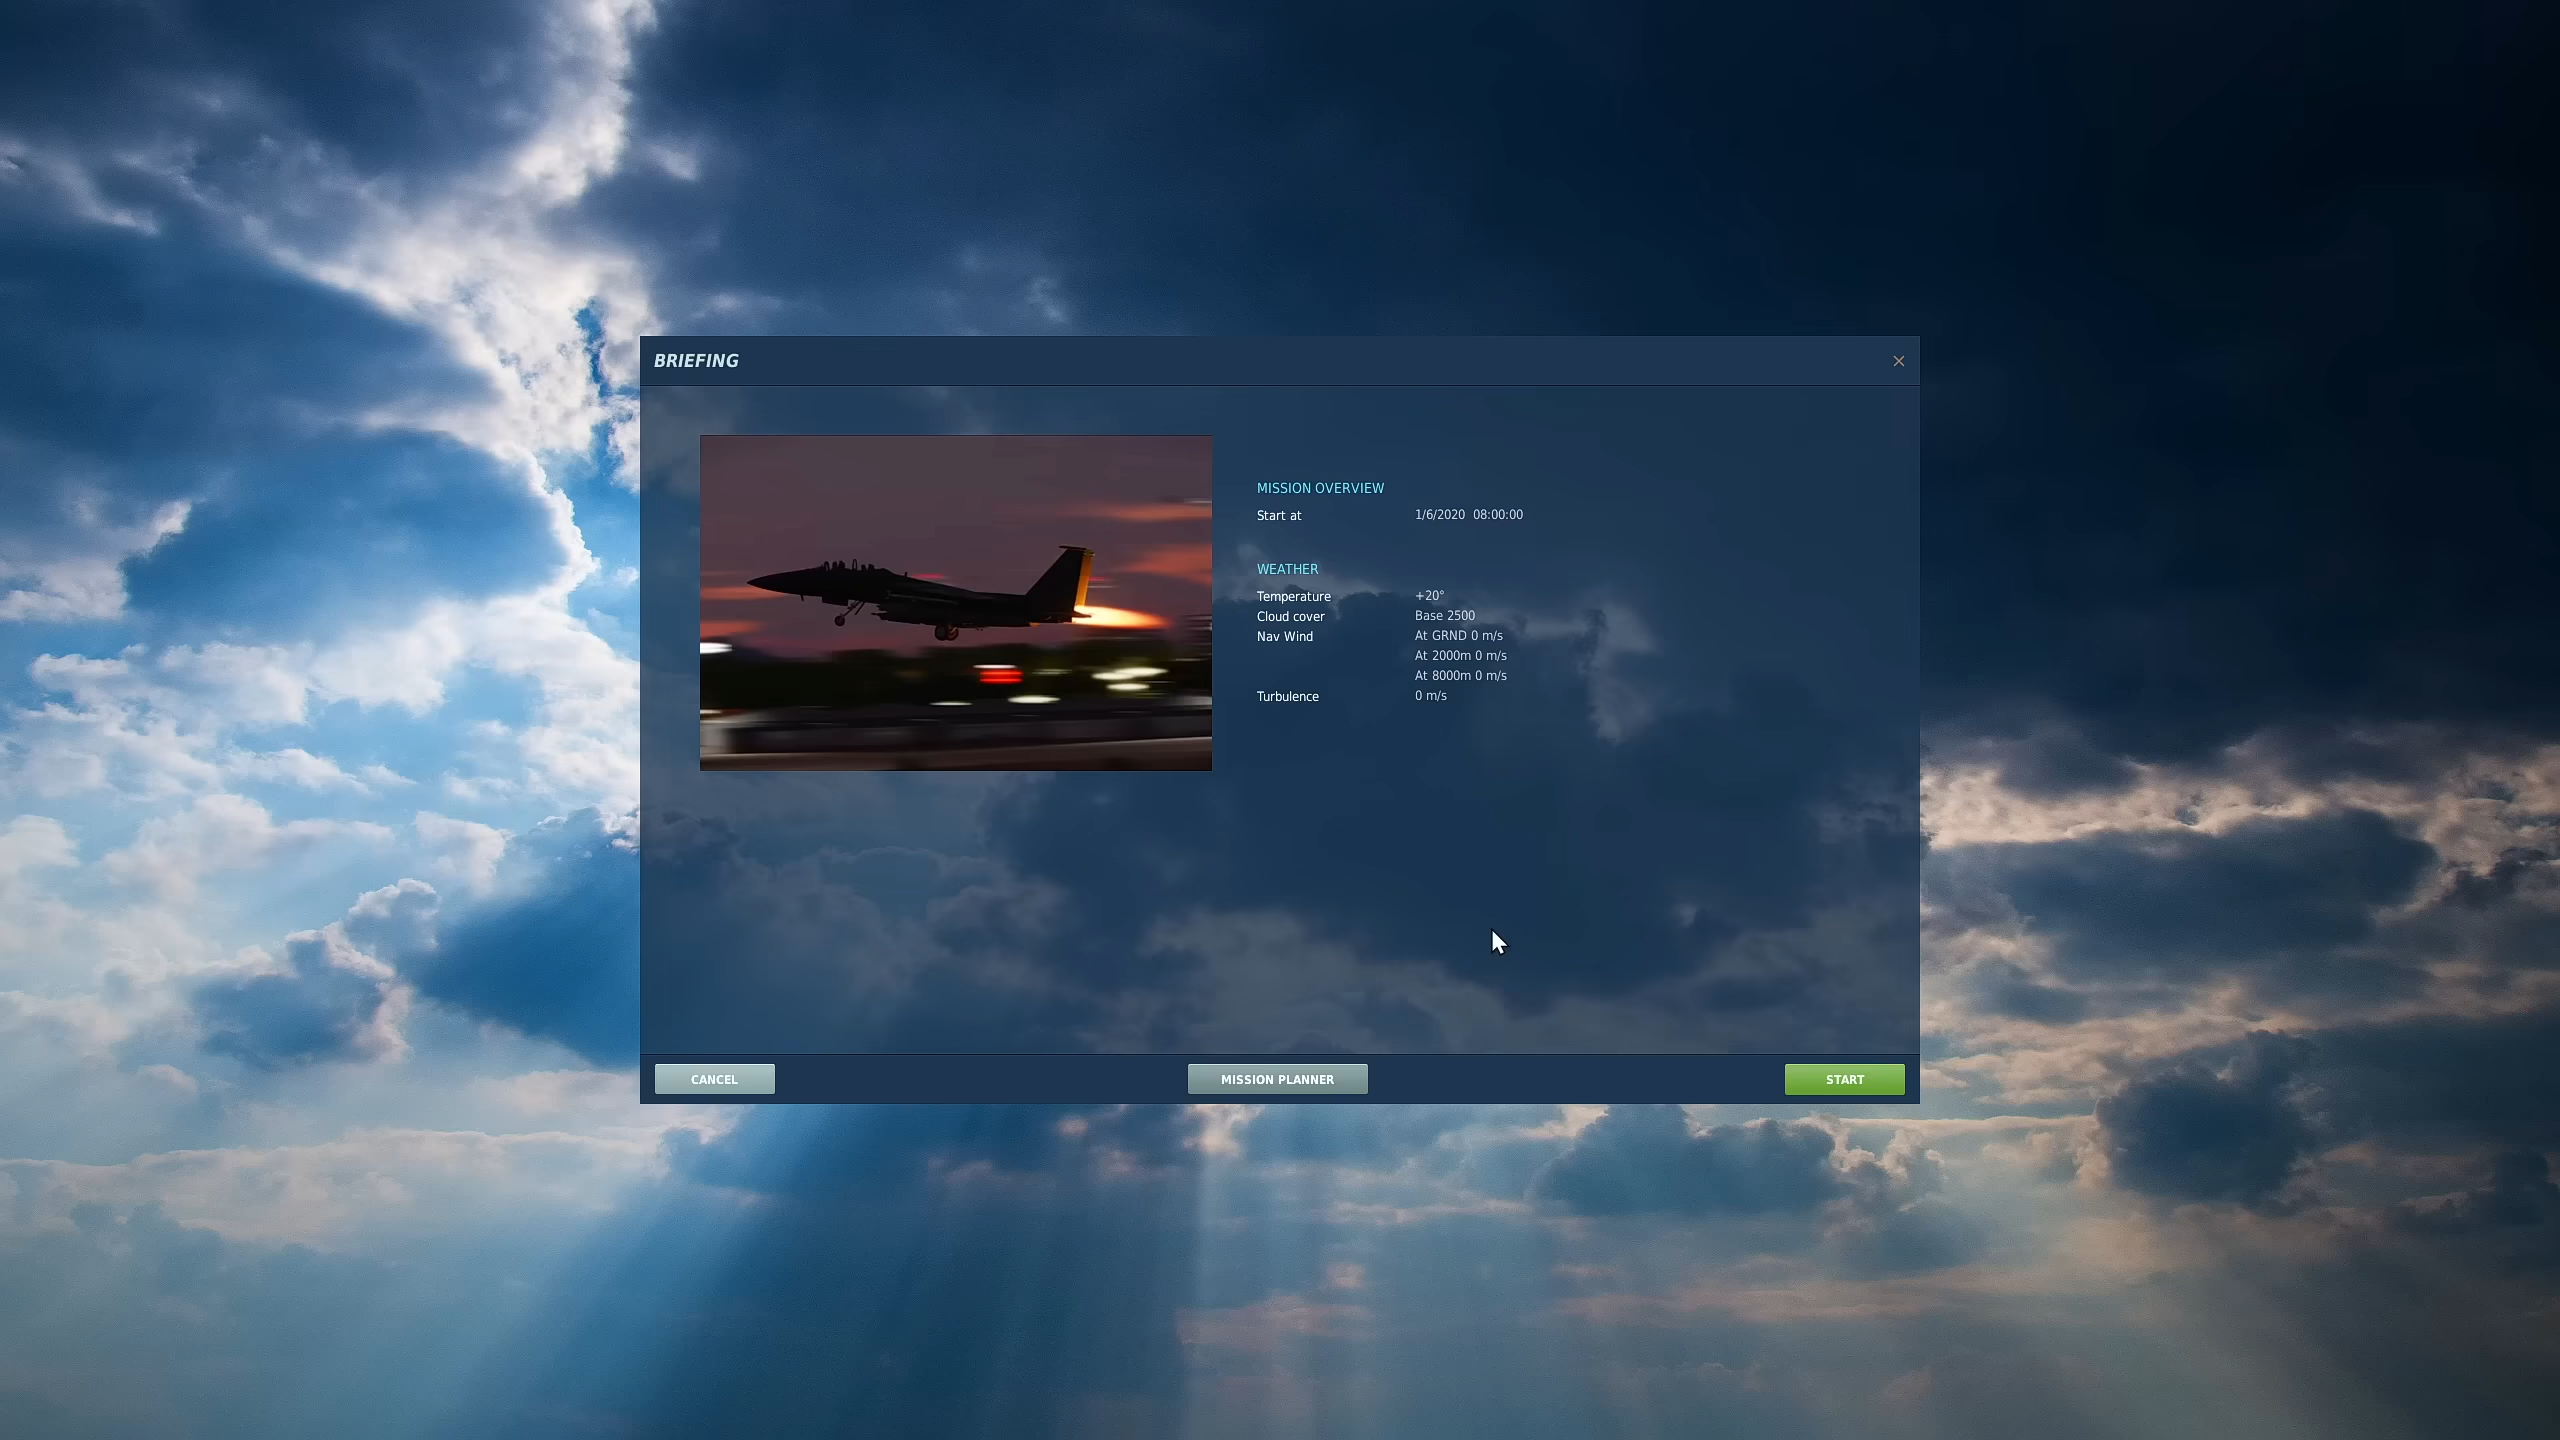 BRIEFING
MISSION OVERVIEW
Start at 1/6/2020 08:00:00
WEATHER
Temperature +20°
Cloud cover Base 2500
Nav Wind At GRND 0 m/s
At 2000m 0 m/s
At 8000m 0 m/s
Turbulence 0 m/s
CANCEL MISSION PLANNER START